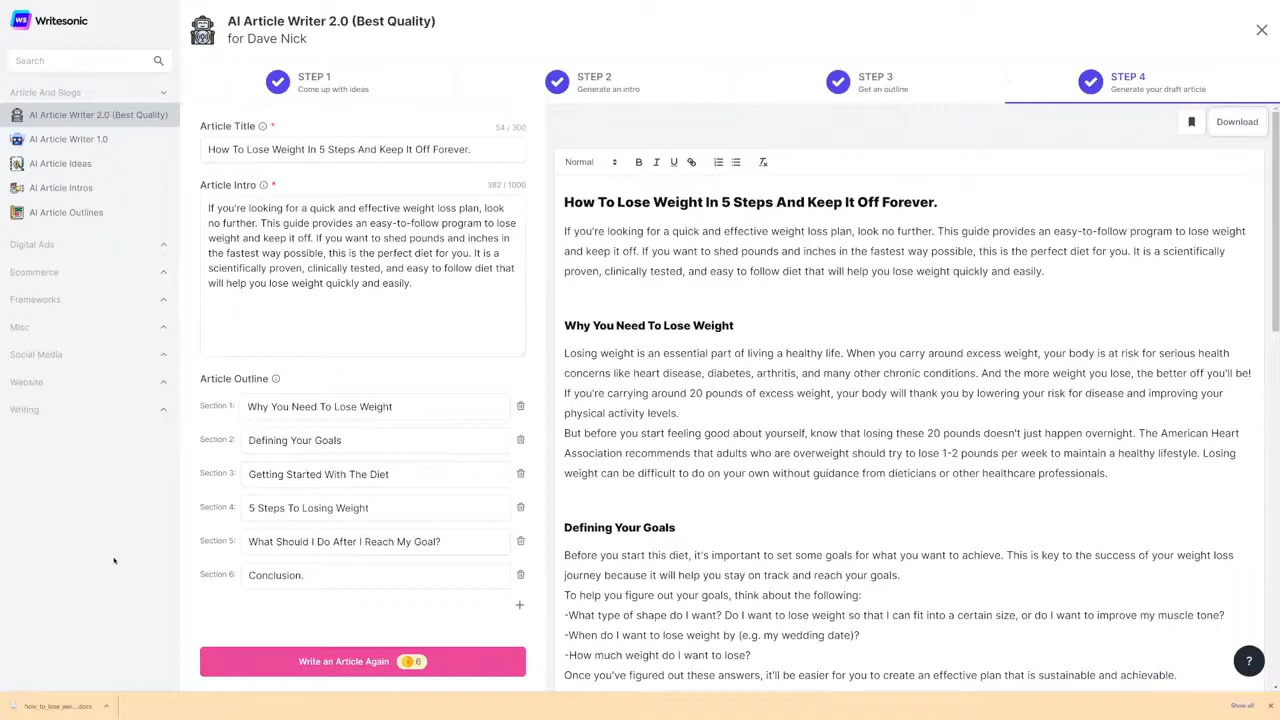 WS Writesonic
Search
Article And Blogs
AI Article Writer 2.0 (Best Quality)
AI Article Writer 1.0
AI Article Ideas
AI Article Intros
AI Article Outlines
Digital Ads
Ecommerce
Frameworks
Misc
Social Media
Website
Writing
AI Article Writer 2.0 (Best Quality)
for Dave Nick
STEP 1
Come up with ideas
STEP 2
Generate an intro
STEP 3
Get an outline
STEP 4
Generate your draft article
Article Title *
54 / 300
How To Lose Weight In 5 Steps And Keep It Off Forever.
Article Intro *
382 / 1000
If you're looking for a quick and effective weight loss plan, look
no further. This guide provides an easy-to-follow program to lose
weight and keep it off. If you want to shed pounds and inches in
the fastest way possible, this is the perfect diet for you. It is a
scientifically proven, clinically tested, and easy to follow diet that
will help you lose weight quickly and easily.
Article Outline
Section 1: Why You Need To Lose Weight
Section 2: Defining Your Goals
Section 3: Getting Started With The Diet
Section 4: 5 Steps To Losing Weight
Section 5: What Should I Do After I Reach My Goal?
Section 6: Conclusion.
+
Write an Article Again 6
Download
Normal B I U
How To Lose Weight In 5 Steps And Keep It Off Forever.
If you're looking for a quick and effective weight loss plan, look no further. This guide provides an easy-to-follow program to lose weight
and keep it off. If you want to shed pounds and inches in the fastest way possible, this is the perfect diet for you. It is a scientifically
proven, clinically tested, and easy to follow diet that will help you lose weight quickly and easily.
Why You Need To Lose Weight
Losing weight is an essential part of living a healthy life. When you carry around excess weight, your body is at risk for serious health
concerns like heart disease, diabetes, arthritis, and many other chronic conditions. And the more weight you lose, the better off you'll be!
If you're carrying around 20 pounds of excess weight, your body will thank you by lowering your risk for disease and improving your
physical activity levels.
But before you start feeling good about yourself, know that losing these 20 pounds doesn't just happen overnight. The American Heart
Association recommends that adults who are overweight should try to lose 1-2 pounds per week to maintain a healthy lifestyle. Losing
weight can be difficult to do on your own without guidance from dieticians or other healthcare professionals.
Defining Your Goals
Before you start this diet, it's important to set some goals for what you want to achieve. This is key to the success of your weight loss
journey because it will help you stay on track and reach your goals.
To help you figure out your goals, think about the following:
-What type of shape do I want? Do I want to lose weight so that I can fit into a certain size, or do I want to improve my muscle tone?
-When do I want to lose weight by (e.g. my wedding date)?
-How much weight do I want to lose?
Once you've figured out these answers, it'll be easier for you to create an effective plan that is sustainable and achievable.
?
how_to_lose_wei....docx
Show all